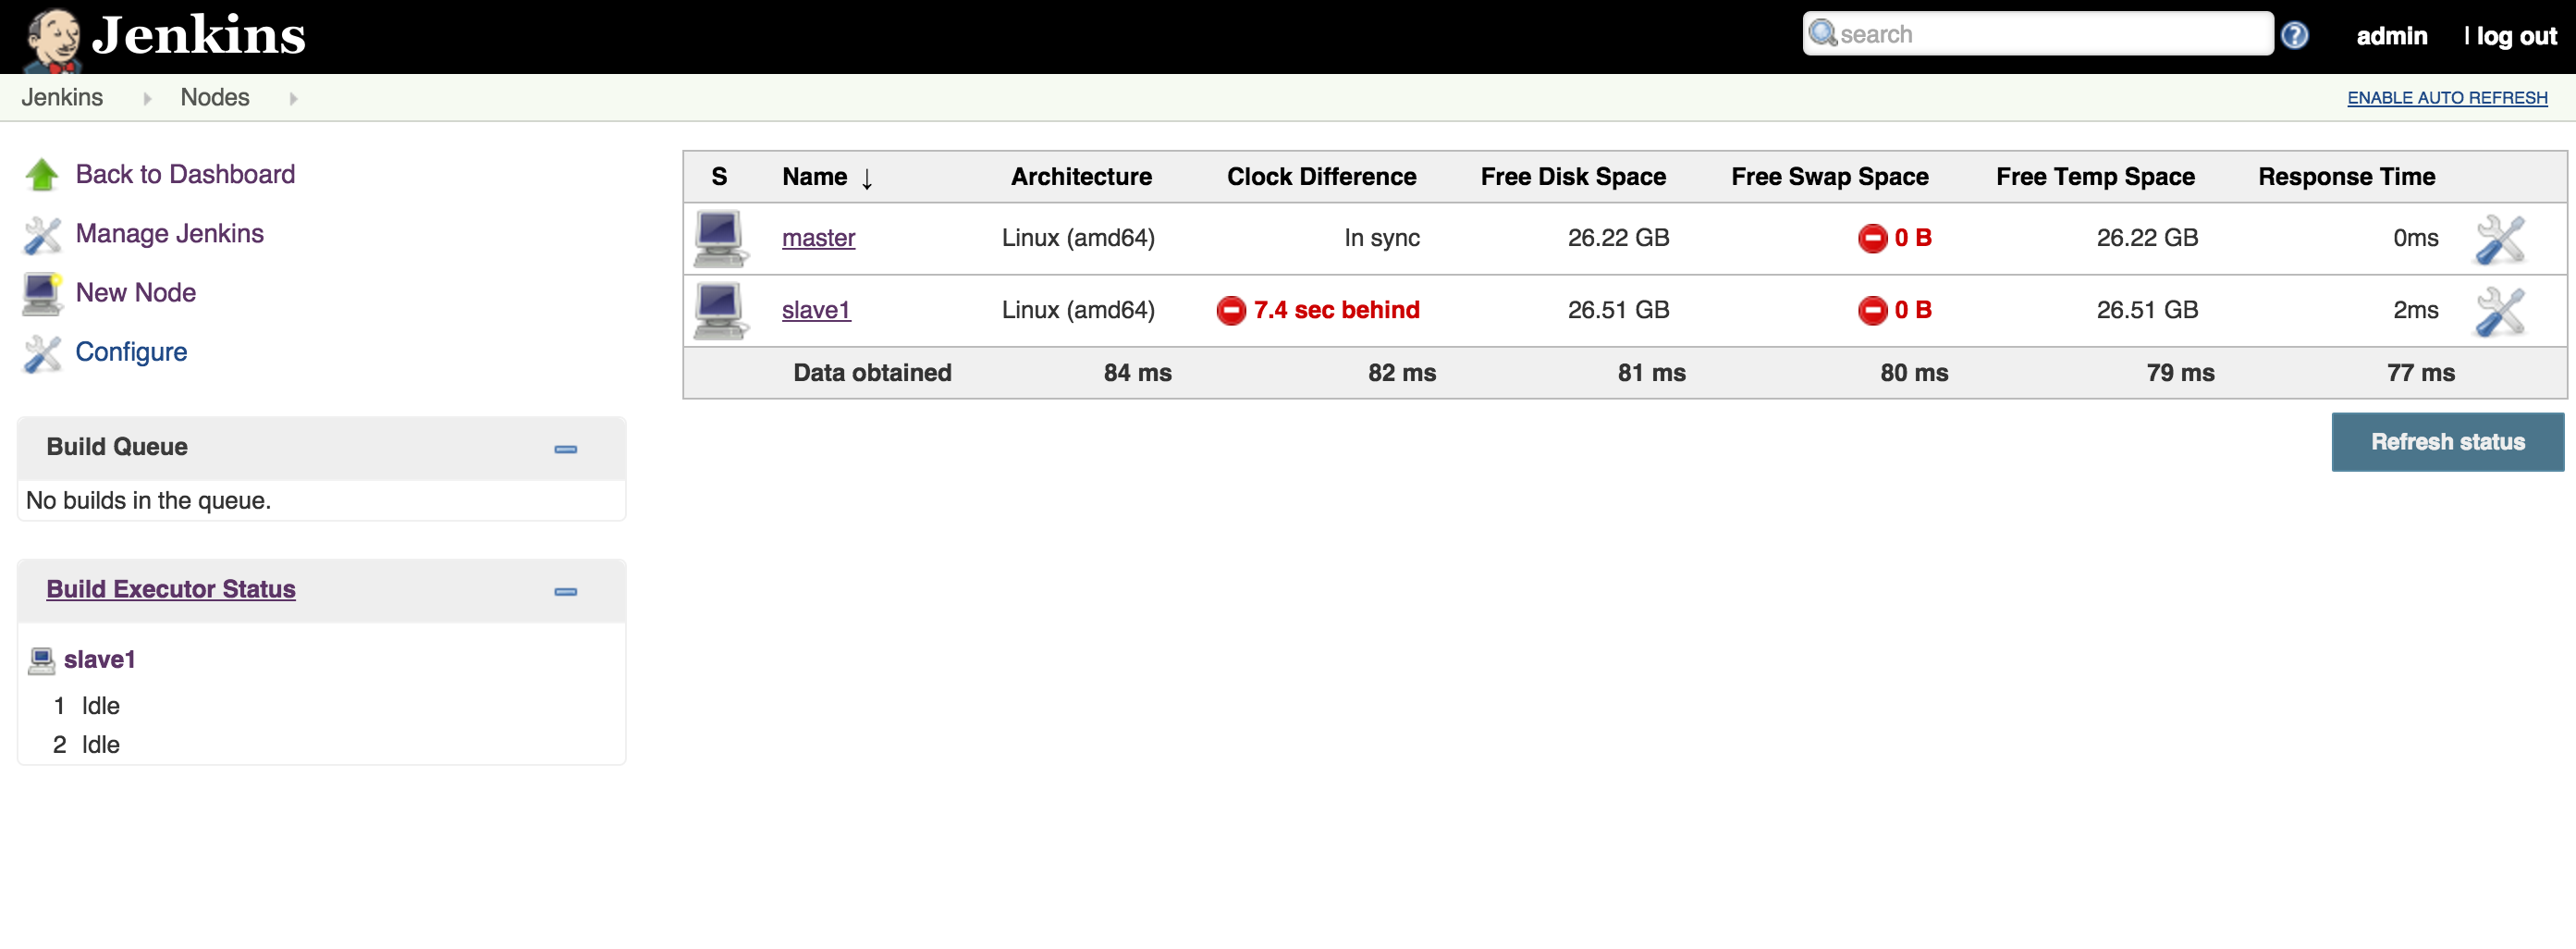 Jenkins
search
?
admin
| log out
Jenkins
Nodes
ENABLE AUTO REFRESH
Back to Dashboard
Manage Jenkins
New Node
Configure
S Name ↓ Architecture Clock Difference Free Disk Space Free Swap Space Free Temp Space Response Time
master Linux (amd64) In sync 26.22 GB 0 B 26.22 GB 0ms
slave1 Linux (amd64) 7.4 sec behind 26.51 GB 0 B 26.51 GB 2ms
Data obtained 84 ms 82 ms 81 ms 80 ms 79 ms 77 ms
Refresh status
Build Queue
No builds in the queue.
Build Executor Status
slave1
1 Idle
2 Idle